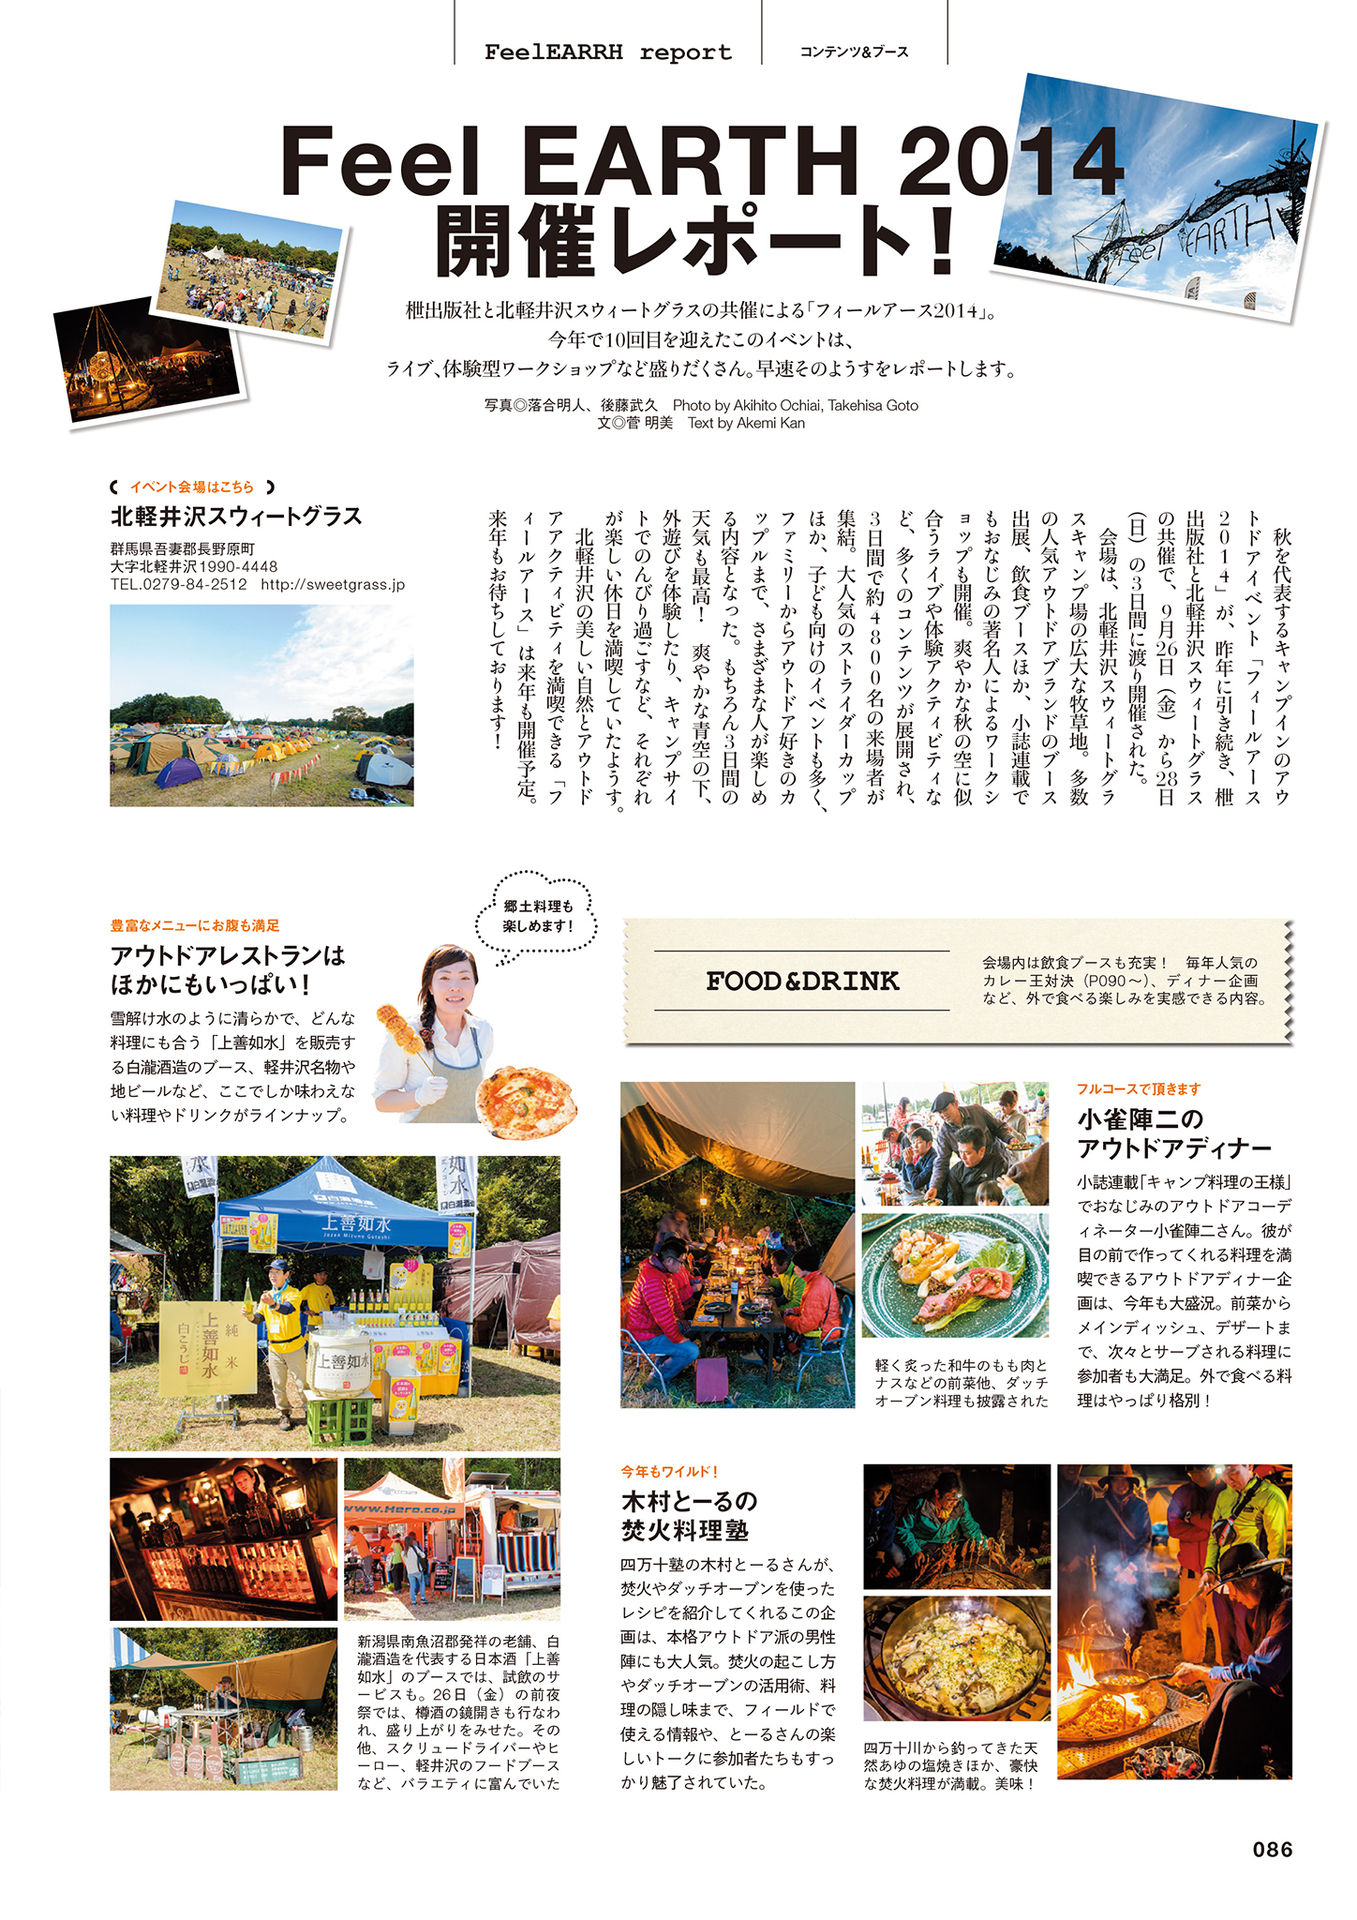 FeelEARRH report
コンテンツ&ブース
Feel EARTH 2014
開催レポート!
枻出版社と北軽井沢スウィートグラスの共催による「フィールアース2014」。
今年で10回目を迎えたこのイベントは、
ライブ、体験型ワークショップなど盛りだくさん。早速そのようすをレポートします。
写真◎落合明人、後藤武久　Photo by Akihito Ochiai, Takehisa Goto
文◎菅 明美　Text by Akemi Kan
Feel EARTH
イベント会場はこちら
北軽井沢スウィートグラス
群馬県吾妻郡長野原町
大字北軽井沢1990-4448
TEL.0279-84-2512　http://sweetgrass.jp
　秋を代表するキャンプインのアウ
トドアイベント「フィールアース
2014」が、昨年に引き続き、枻
出版社と北軽井沢スウィートグラス
の共催で、9月26日（金）から28日
（日）の3日間に渡り開催された。
　会場は、北軽井沢スウィートグラ
スキャンプ場の広大な牧草地。多数
の人気アウトドアブランドのブース
出展、飲食ブースほか、小誌連載で
もおなじみの著名人によるワークシ
ョップも開催。爽やかな秋の空に似
合うライブや体験アクティビティな
ど、多くのコンテンツが展開され、
3日間で約4800名の来場者が
集結。大人気のストライダーカップ
ほか、子ども向けのイベントも多く、
ファミリーからアウトドア好きのカ
ップルまで、さまざまな人が楽しめ
る内容となった。もちろん3日間の
天気も最高！　爽やかな青空の下、
外遊びを体験したり、キャンプサイ
トでのんびり過ごすなど、それぞれ
が楽しい休日を満喫していたようす。
　北軽井沢の美しい自然とアウトド
アアクティビティを満喫できる「フ
ィールアース」は来年も開催予定。
来年もお待ちしております！
豊富なメニューにお腹も満足
アウトドアレストランは
ほかにもいっぱい！
雪解け水のように清らかで、どんな
料理にも合う「上善如水」を販売す
る白瀧酒造のブース、軽井沢名物や
地ビールなど、ここでしか味わえな
い料理やドリンクがラインナップ。
郷土料理も
楽しめます！
上善如水
Jozen Mizuno Gotoshi
純米
上善如水
白こうじ
上善如水
www.Hero.co.jp
新潟県南魚沼郡発祥の老舗、白
瀧酒造を代表する日本酒「上善
如水」のブースでは、試飲のサ
ービスも。26日（金）の前夜
祭では、樽酒の鏡開きも行なわ
れ、盛り上がりをみせた。その
他、スクリュードライバーやヒ
ーロー、軽井沢のフードブース
など、バラエティに富んでいた
FOOD&DRINK
会場内は飲食ブースも充実！　毎年人気の
カレー王対決（P090～）、ディナー企画
など、外で食べる楽しみを実感できる内容。
フルコースで頂きます
小雀陣二の
アウトドアディナー
小誌連載「キャンプ料理の王様」
でおなじみのアウトドアコーデ
ィネーター小雀陣二さん。彼が
目の前で作ってくれる料理を満
喫できるアウトドアディナー企
画は、今年も大盛況。前菜から
メインディッシュ、デザートま
で、次々とサーブされる料理に
参加者も大満足。外で食べる料
理はやっぱり格別！
軽く炙った和牛のもも肉と
ナスなどの前菜他、ダッチ
オーブン料理も披露された
今年もワイルド！
木村とーるの
焚火料理塾
四万十塾の木村とーるさんが、
焚火やダッチオーブンを使った
レシピを紹介してくれるこの企
画は、本格アウトドア派の男性
陣にも大人気。焚火の起こし方
やダッチオーブンの活用術、料
理の隠し味まで、フィールドで
使える情報や、とーるさんの楽
しいトークに参加者たちもすっ
かり魅了されていた。
四万十川から釣ってきた天
然あゆの塩焼きほか、豪快
な焚火料理が満載。美味！
086